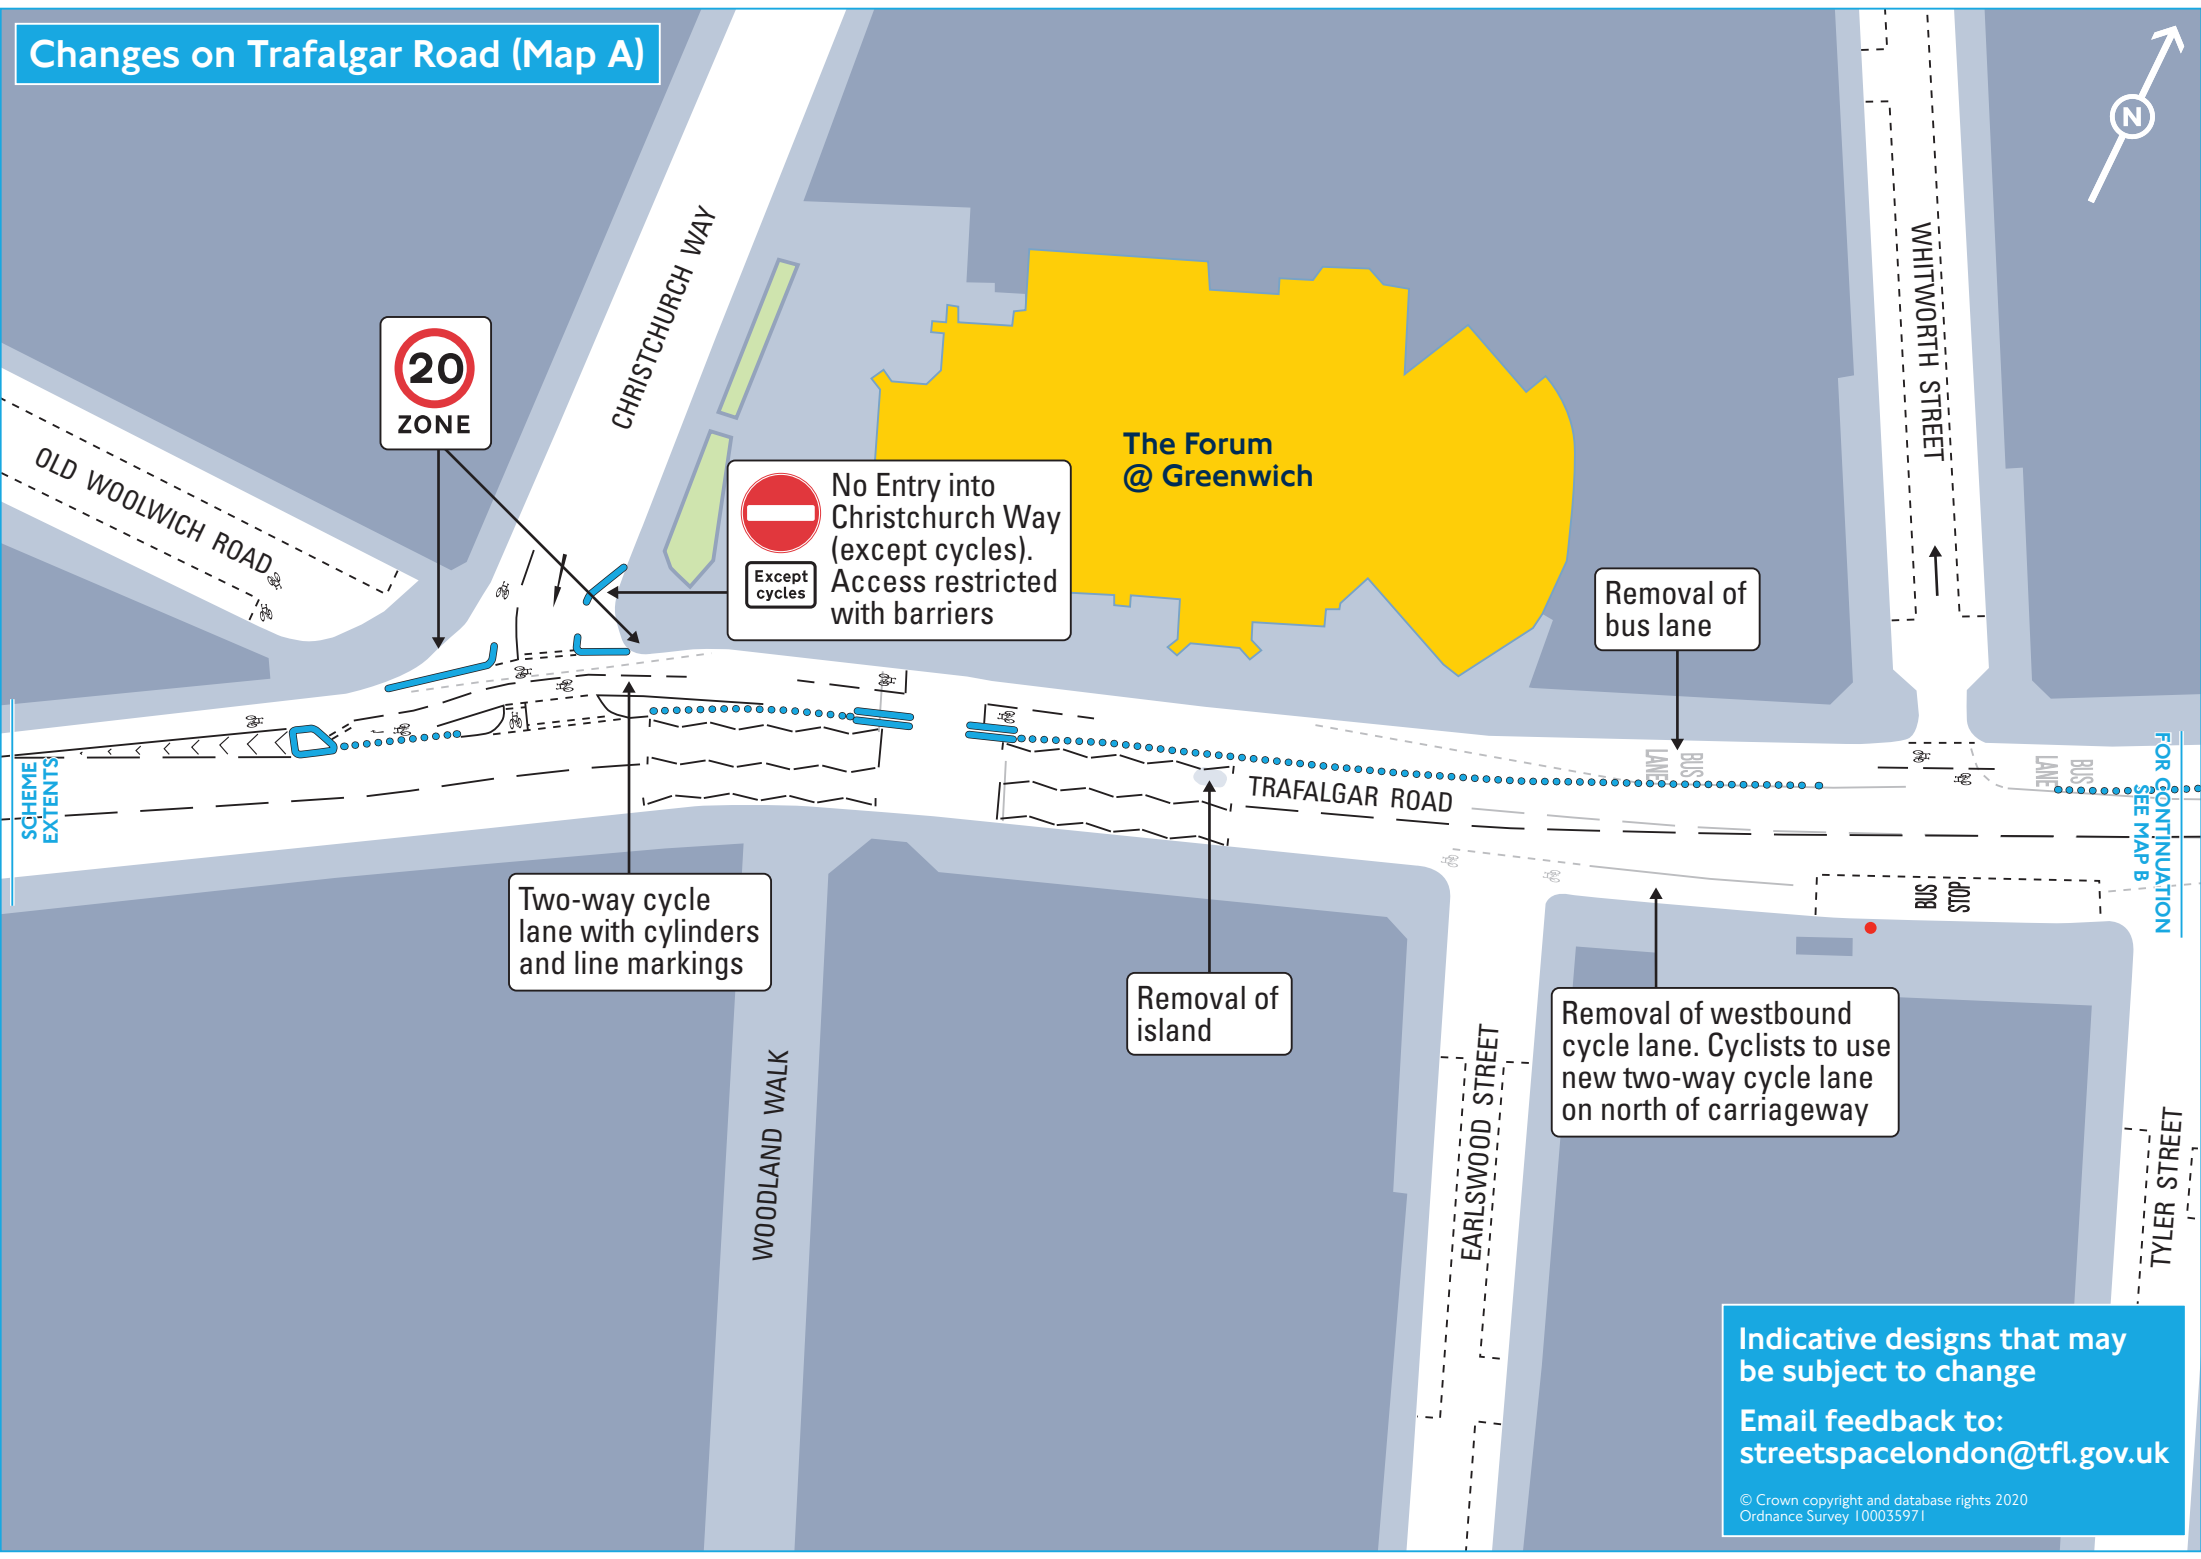 Changes on Trafalgar Road (Map A)
N
CHRISTCHURCH WAY
WHITWORTH STREET
20
ZONE
OLD WOOLWICH ROAD
The Forum
@ Greenwich
No Entry into
Christchurch Way
(except cycles).
Access restricted
with barriers
Except
cycles
Removal of
bus lane
SCHEME
EXTENTS
BUS
LANE
BUS
LANE
TRAFALGAR ROAD
FOR CONTINUATION
SEE MAP B
BUS
STOP
Two-way cycle
lane with cylinders
and line markings
Removal of
island
Removal of westbound
cycle lane. Cyclists to use
new two-way cycle lane
on north of carriageway
WOODLAND WALK
EARLSWOOD STREET
TYLER STREET
Indicative designs that may
be subject to change
Email feedback to:
streetspacelondon@tfl.gov.uk
© Crown copyright and database rights 2020
Ordnance Survey 100035971